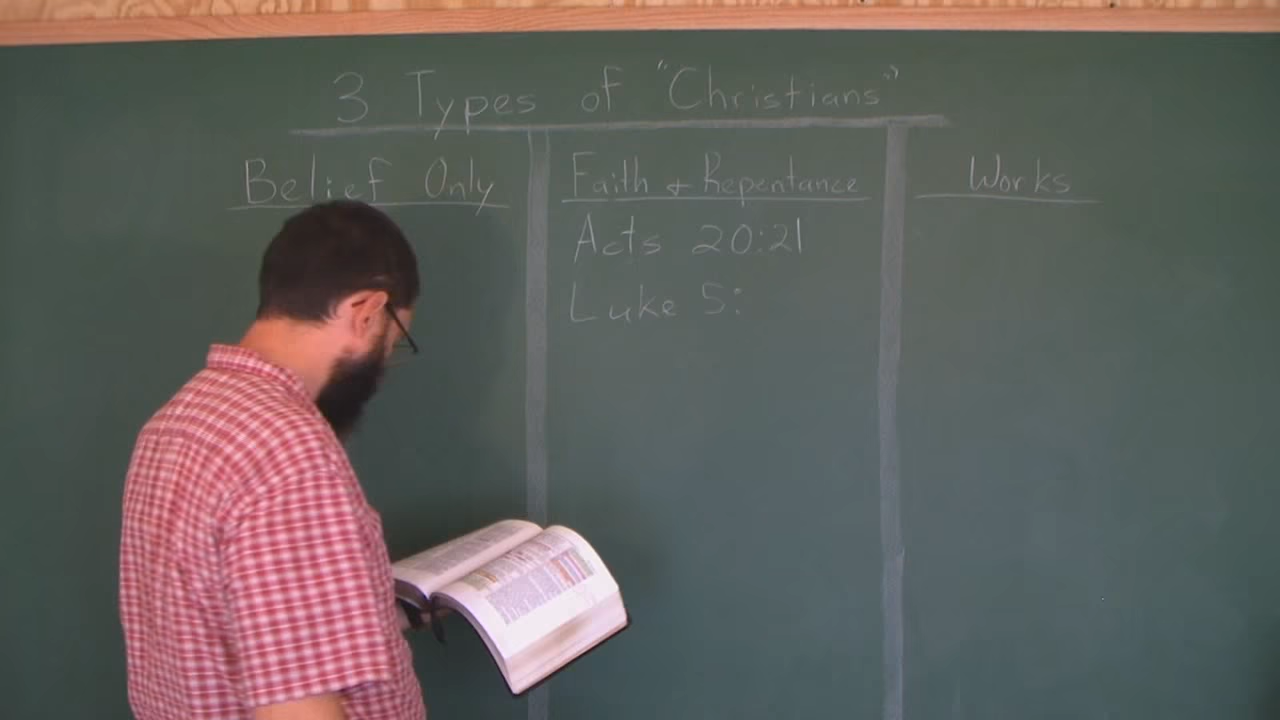 3 Types of "Christians"
Belief Only
Faith & Repentance
Works
Acts 20:21
Luke 5: